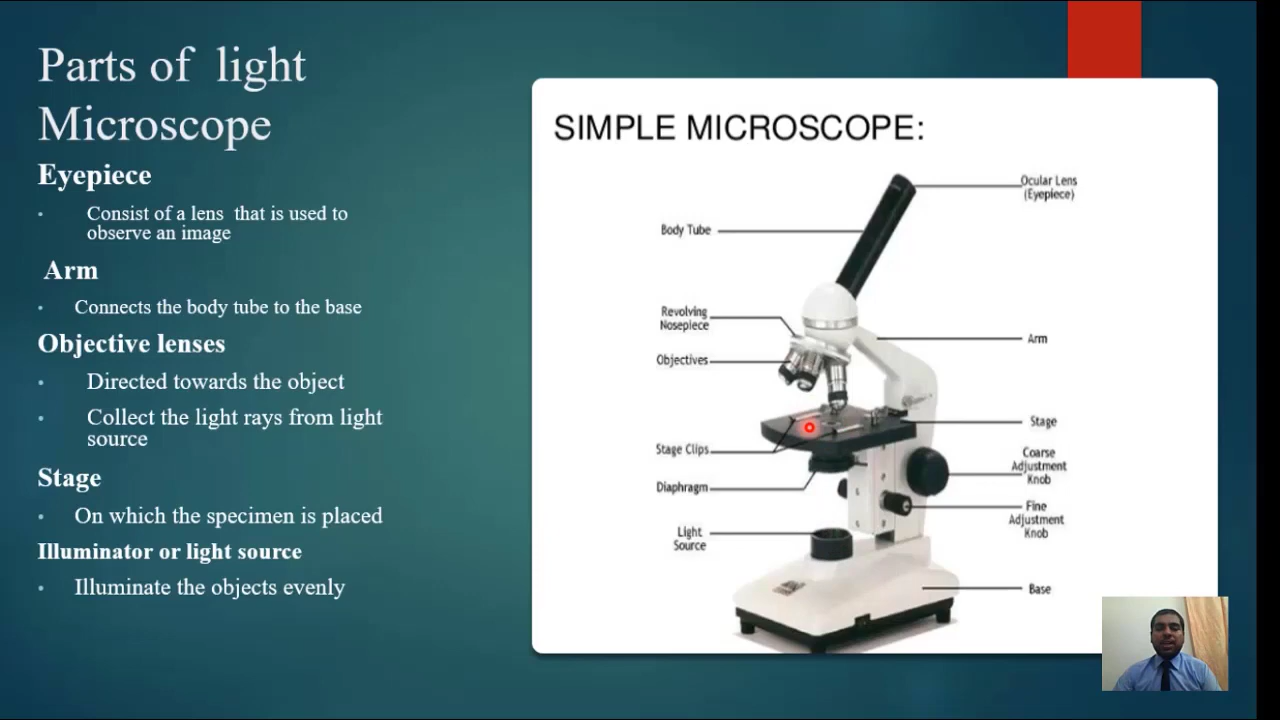 Parts of light
Microscope
Eyepiece
• Consist of a lens that is used to
observe an image
Arm
• Connects the body tube to the base
Objective lenses
• Directed towards the object
• Collect the light rays from light
source
Stage
• On which the specimen is placed
Illuminator or light source
• Illuminate the objects evenly
SIMPLE MICROSCOPE:
Ocular Lens
(Eyepiece)
Body Tube
Revolving
Nosepiece
Arm
Objectives
Stage
Stage Clips
Coarse
Adjustment
Knob
Diaphragm
Fine
Adjustment
Knob
Light
Source
Base